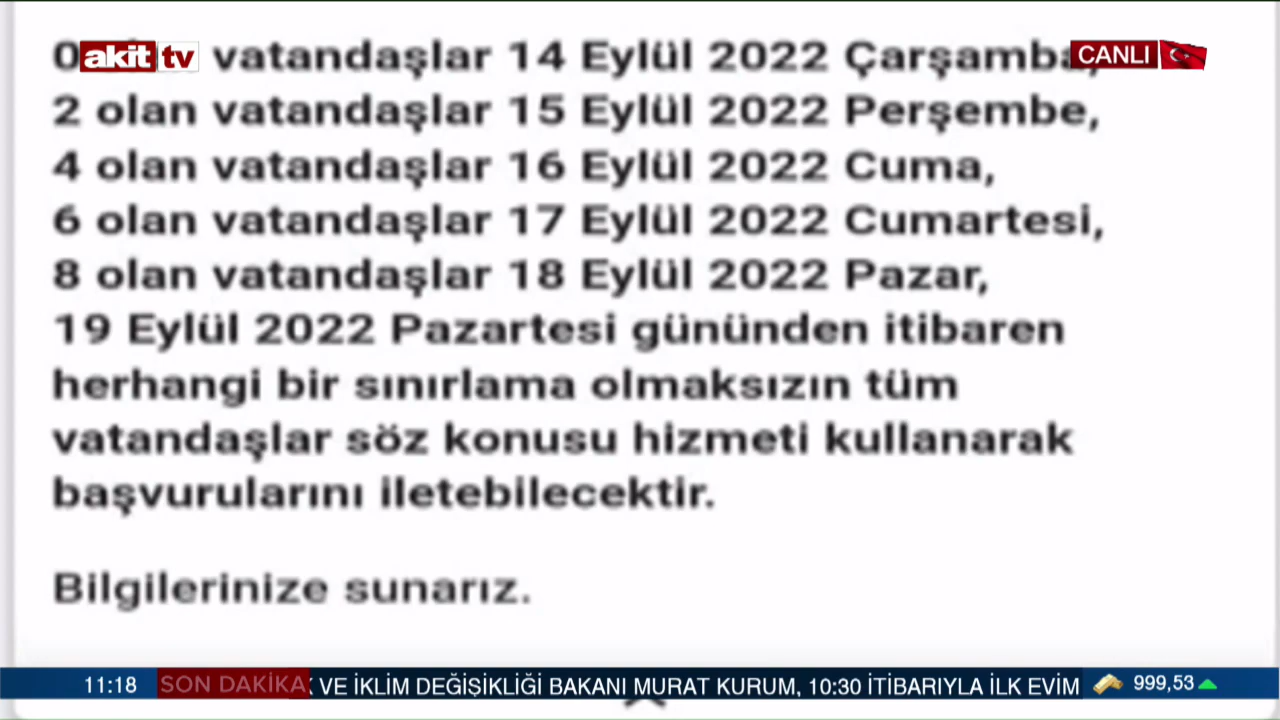 0 vatandaşlar 14 Eylül 2022 Çarşamba,
akit tv
CANLI
2 olan vatandaşlar 15 Eylül 2022 Perşembe,
4 olan vatandaşlar 16 Eylül 2022 Cuma,
6 olan vatandaşlar 17 Eylül 2022 Cumartesi,
8 olan vatandaşlar 18 Eylül 2022 Pazar,
19 Eylül 2022 Pazartesi gününden itibaren
herhangi bir sınırlama olmaksızın tüm
vatandaşlar söz konusu hizmeti kullanarak
başvurularını iletebilecektir.
Bilgilerinize sunarız.
11:18 SON DAKİKA K VE İKLİM DEĞİŞİKLİĞİ BAKANI MURAT KURUM, 10:30 İTİBARIYLA İLK EVİM 999,53